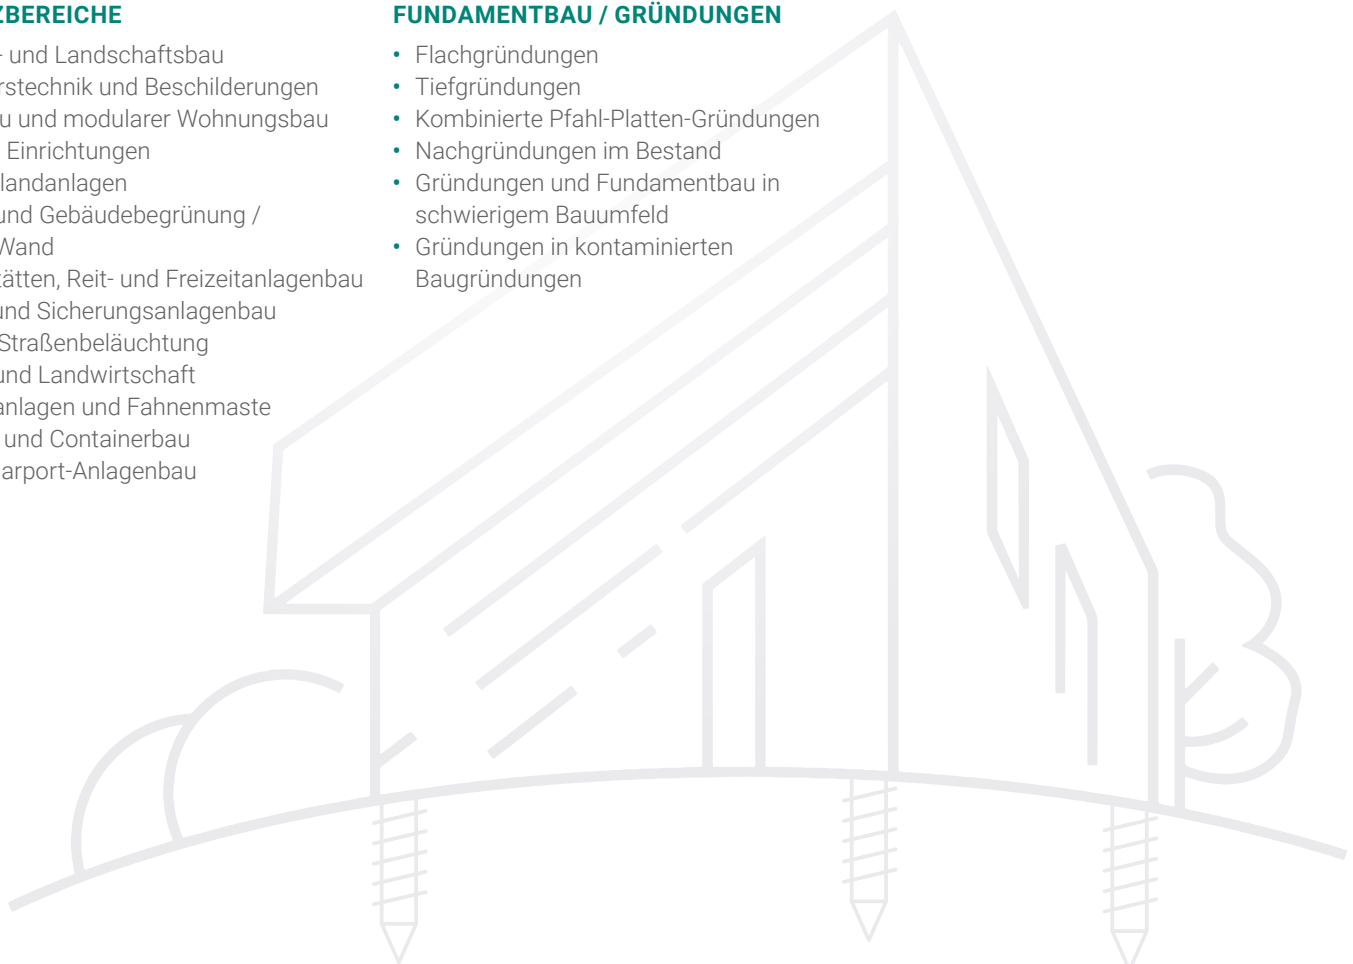 ZBEREICHE
- und Landschaftsbau
rstechnik und Beschilderungen
u und modularer Wohnungsbau
Einrichtungen
landanlagen
und Gebäudebegrünung /
Wand
tätten, Reit- und Freizeitanlagenbau
und Sicherungsanlagenbau
Straßenbeläuchtung
und Landwirtschaft
anlagen und Fahnenmaste
und Containerbau
arport-Anlagenbau
FUNDAMENTBAU / GRÜNDUNGEN
• Flachgründungen
• Tiefgründungen
• Kombinierte Pfahl-Platten-Gründungen
• Nachgründungen im Bestand
• Gründungen und Fundamentbau in
schwierigem Bauumfeld
• Gründungen in kontaminierten
Baugründungen